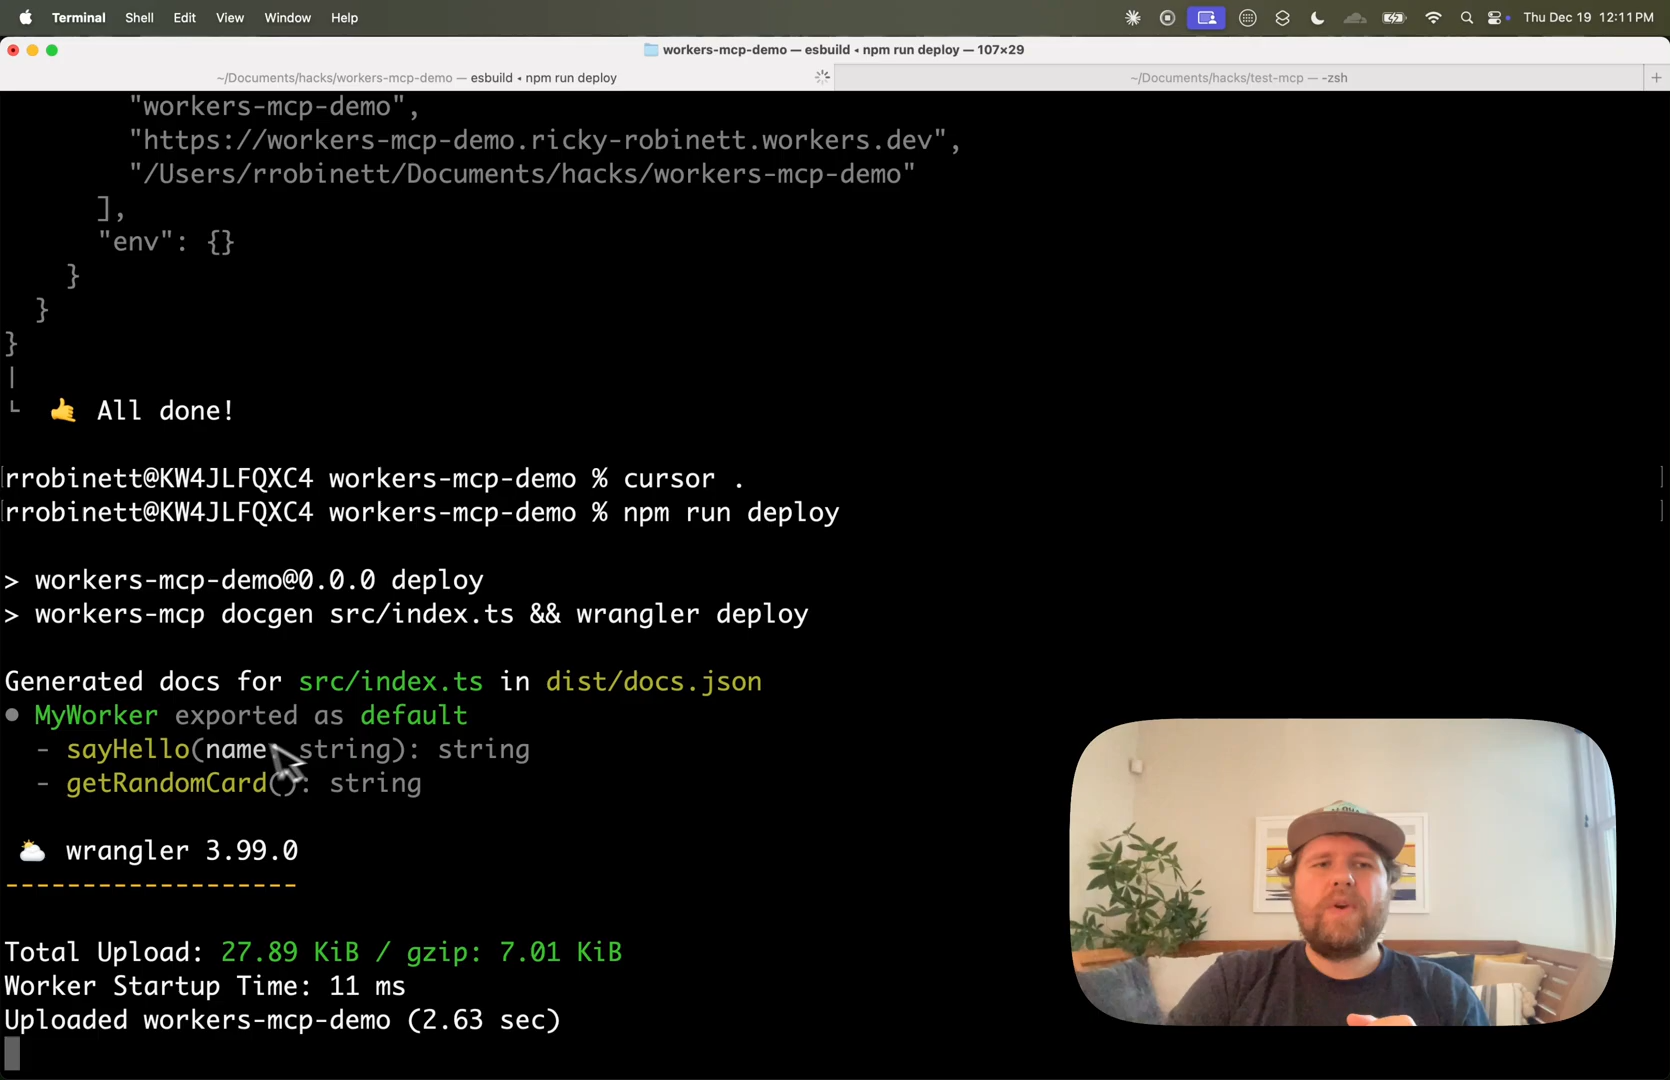 Terminal Shell Edit View Window Help Thu Dec 19 12:11 PM
workers-mcp-demo — esbuild ◂ npm run deploy — 107×29
~/Documents/hacks/workers-mcp-demo — esbuild ◂ npm run deploy
~/Documents/hacks/test-mcp — -zsh
"workers-mcp-demo",
"https://workers-mcp-demo.ricky-robinett.workers.dev",
"/Users/rrobinett/Documents/hacks/workers-mcp-demo"
],
"env": {}
}
}
}
|
└ 🤙 All done!
rrobinett@KW4JLFQXC4 workers-mcp-demo % cursor .
rrobinett@KW4JLFQXC4 workers-mcp-demo % npm run deploy
> workers-mcp-demo@0.0.0 deploy
> workers-mcp docgen src/index.ts && wrangler deploy
Generated docs for src/index.ts in dist/docs.json
● MyWorker exported as default
- sayHello(name: string): string
- getRandomCard(): string
⛅ wrangler 3.99.0
-------------------
Total Upload: 27.89 KiB / gzip: 7.01 KiB
Worker Startup Time: 11 ms
Uploaded workers-mcp-demo (2.63 sec)